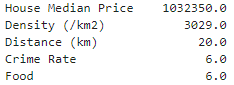 House Median Price    1032350.0
Density (/km2)           3029.0
Distance (km)              20.0
Crime Rate                  6.0
Food                        6.0